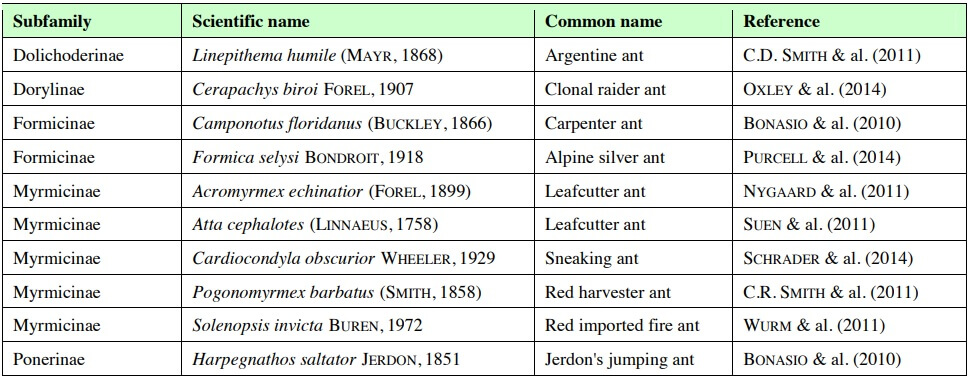 Subfamily Scientific name Common name Reference
Dolichoderinae Linepithema humile (MAYR, 1868) Argentine ant C.D. SMITH & al. (2011)
Dorylinae Cerapachys biroi FOREL, 1907 Clonal raider ant OXLEY & al. (2014)
Formicinae Camponotus floridanus (BUCKLEY, 1866) Carpenter ant BONASIO & al. (2010)
Formicinae Formica selysi BONDROIT, 1918 Alpine silver ant PURCELL & al. (2014)
Myrmicinae Acromyrmex echinatior (FOREL, 1899) Leafcutter ant NYGAARD & al. (2011)
Myrmicinae Atta cephalotes (LINNAEUS, 1758) Leafcutter ant SUEN & al. (2011)
Myrmicinae Cardiocondyla obscurior WHEELER, 1929 Sneaking ant SCHRADER & al. (2014)
Myrmicinae Pogonomyrmex barbatus (SMITH, 1858) Red harvester ant C.R. SMITH & al. (2011)
Myrmicinae Solenopsis invicta BUREN, 1972 Red imported fire ant WURM & al. (2011)
Ponerinae Harpegnathos saltator JERDON, 1851 Jerdon's jumping ant BONASIO & al. (2010)